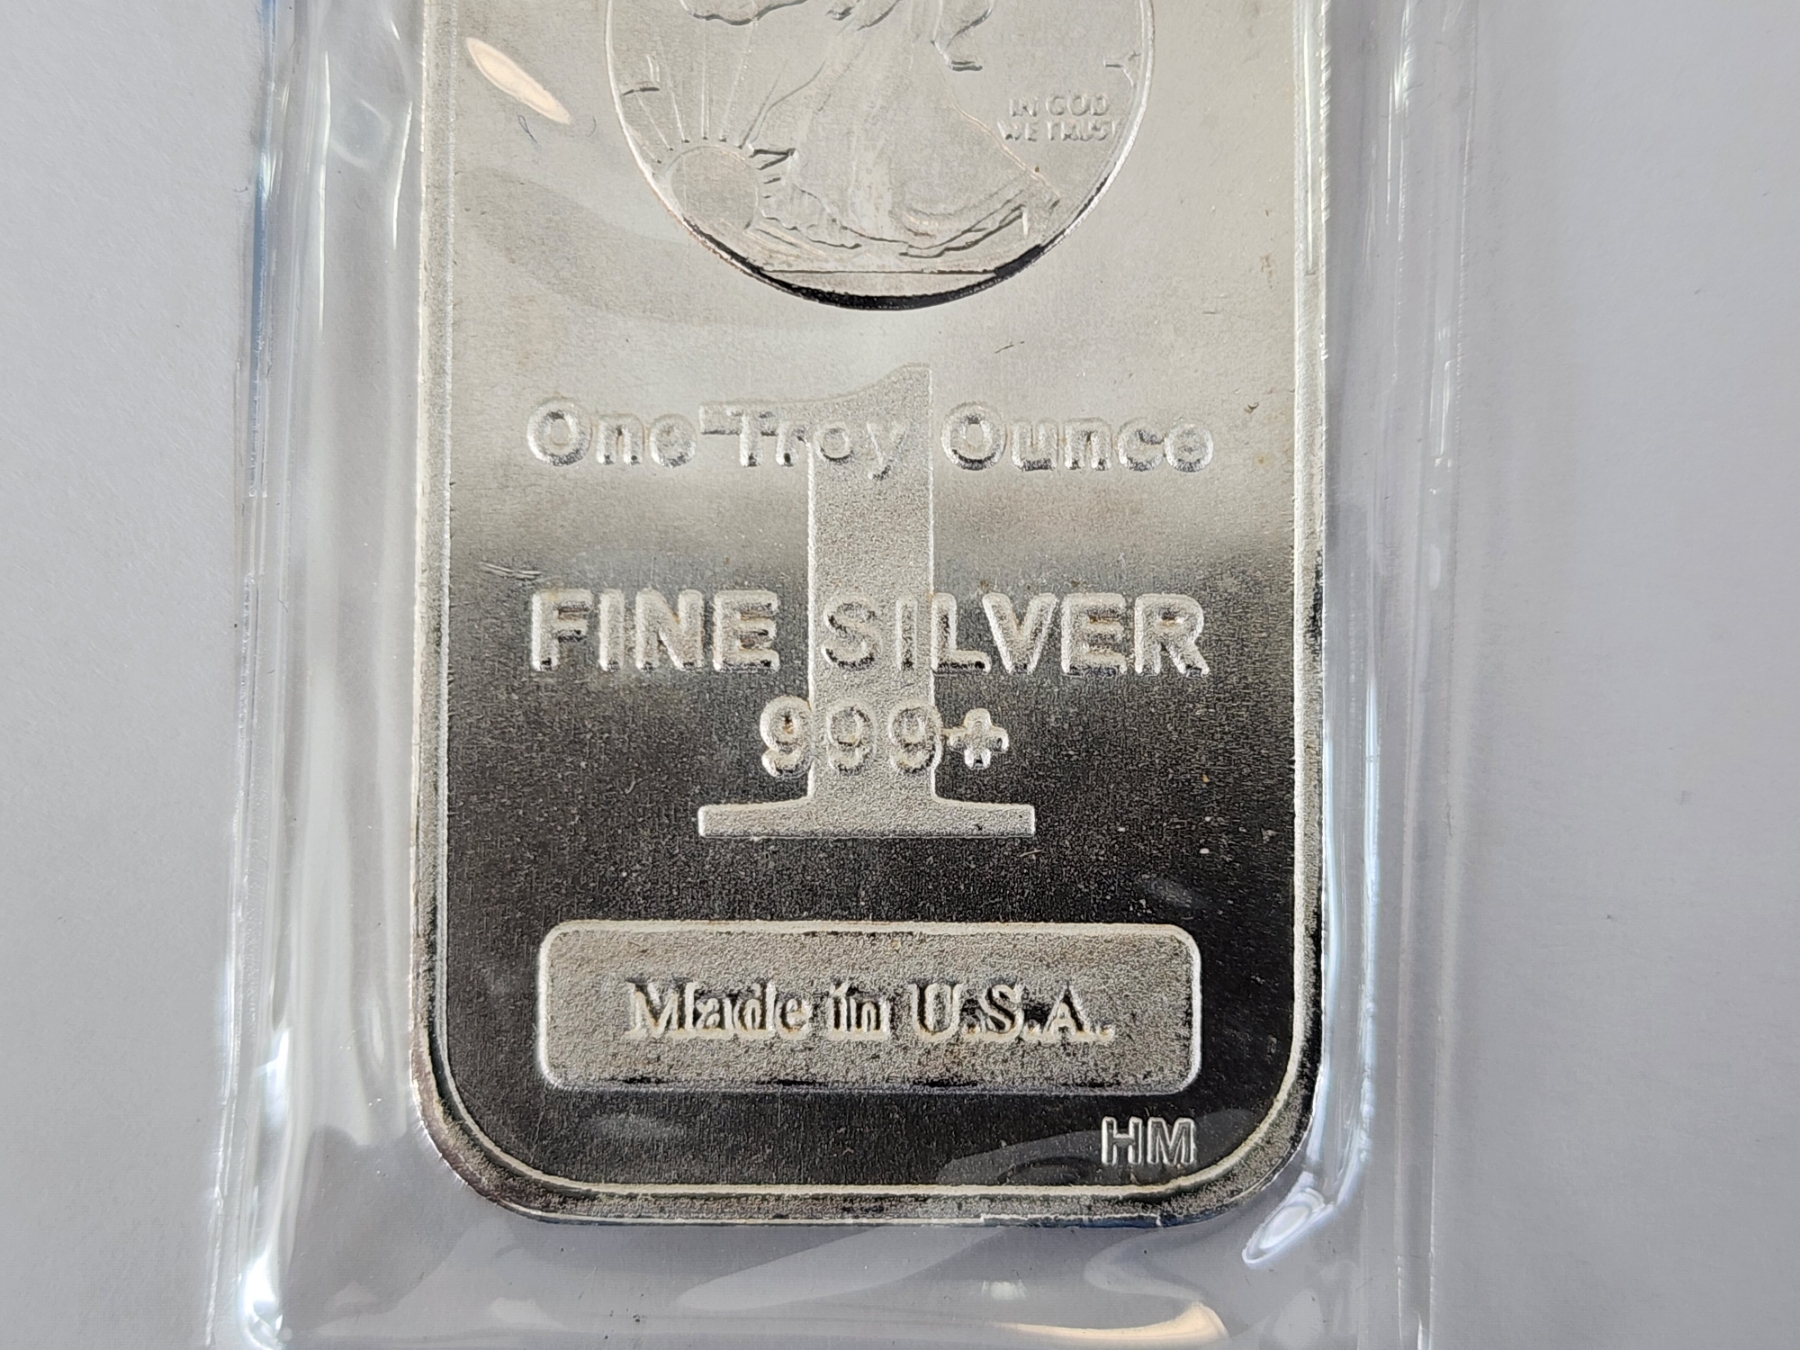 IN GOD
WE TRUST
One Troy Ounce
1
FINE SILVER
999+
Made in U.S.A.
HM